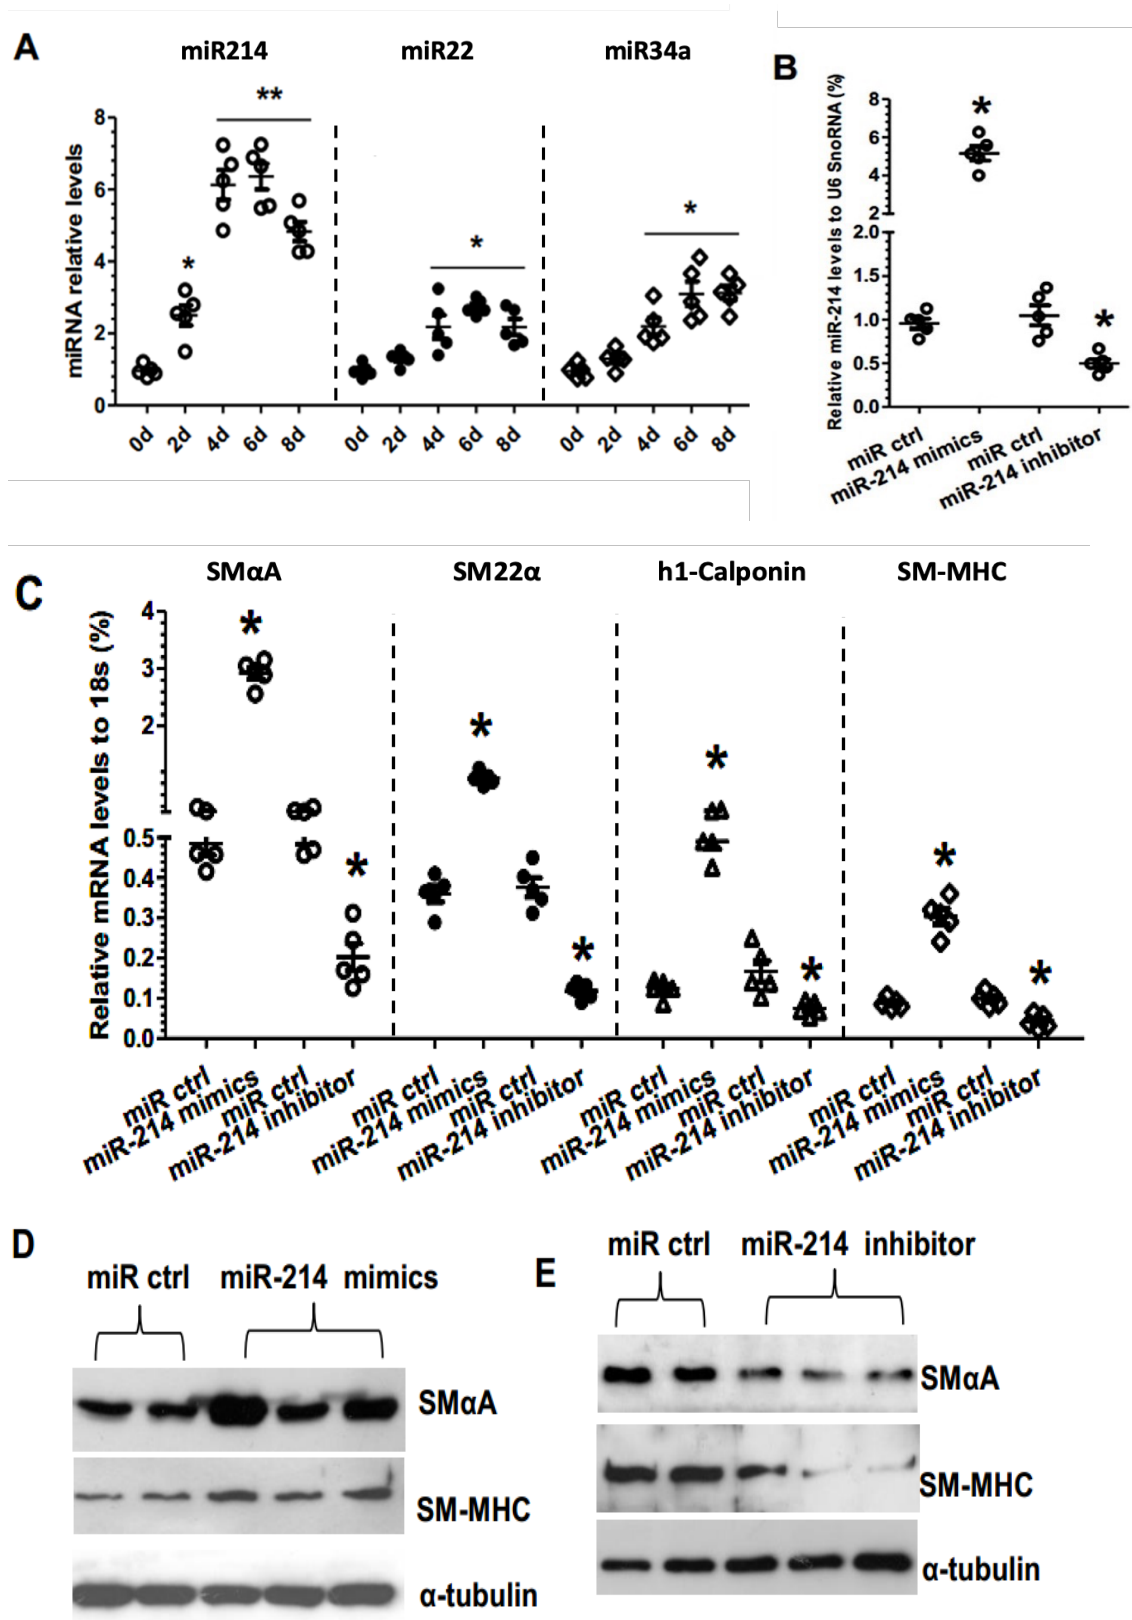 A
miR214
miR22
miR34a
**
*
*
*
miRNA relative levels
8
6
4
2
0
0d 2d 4d 6d 8d 0d 2d 4d 6d 8d 0d 2d 4d 6d 8d
B
Relative miR-214 levels to U6 SnoRNA (%)
*
*
8
6
4
2
2.0
1.5
1.0
0.5
0.0
miR ctrl
miR-214 mimics
miR ctrl
miR-214 inhibitor
C
SMαA
SM22α
h1-Calponin
SM-MHC
Relative mRNA levels to 18s (%)
4
3
2
0.5
0.4
0.3
0.2
0.1
0.0
* * * * * * * *
miR ctrl
miR-214 mimics
miR ctrl
miR-214 inhibitor
miR ctrl
miR-214 mimics
miR ctrl
miR-214 inhibitor
miR ctrl
miR-214 mimics
miR ctrl
miR-214 inhibitor
miR ctrl
miR-214 mimics
miR ctrl
miR-214 inhibitor
D
miR ctrl miR-214 mimics
SMαA
SM-MHC
α-tubulin
E
miR ctrl miR-214 inhibitor
SMαA
SM-MHC
α-tubulin